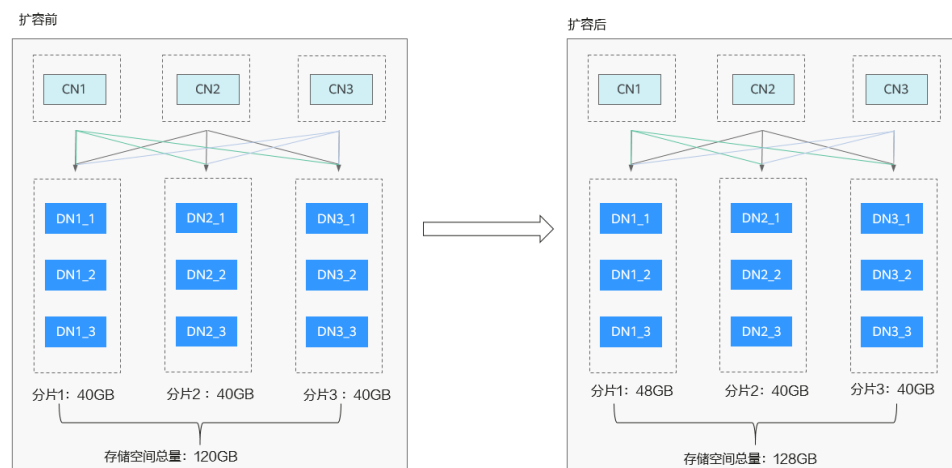 扩容前
CN1 CN2 CN3
DN1_1 DN2_1 DN3_1
DN1_2 DN2_2 DN3_2
DN1_3 DN2_3 DN3_3
分片1：40GB 分片2：40GB 分片3：40GB
存储空间总量：120GB
扩容后
CN1 CN2 CN3
DN1_1 DN2_1 DN3_1
DN1_2 DN2_2 DN3_2
DN1_3 DN2_3 DN3_3
分片1：48GB 分片2：40GB 分片3：40GB
存储空间总量：128GB